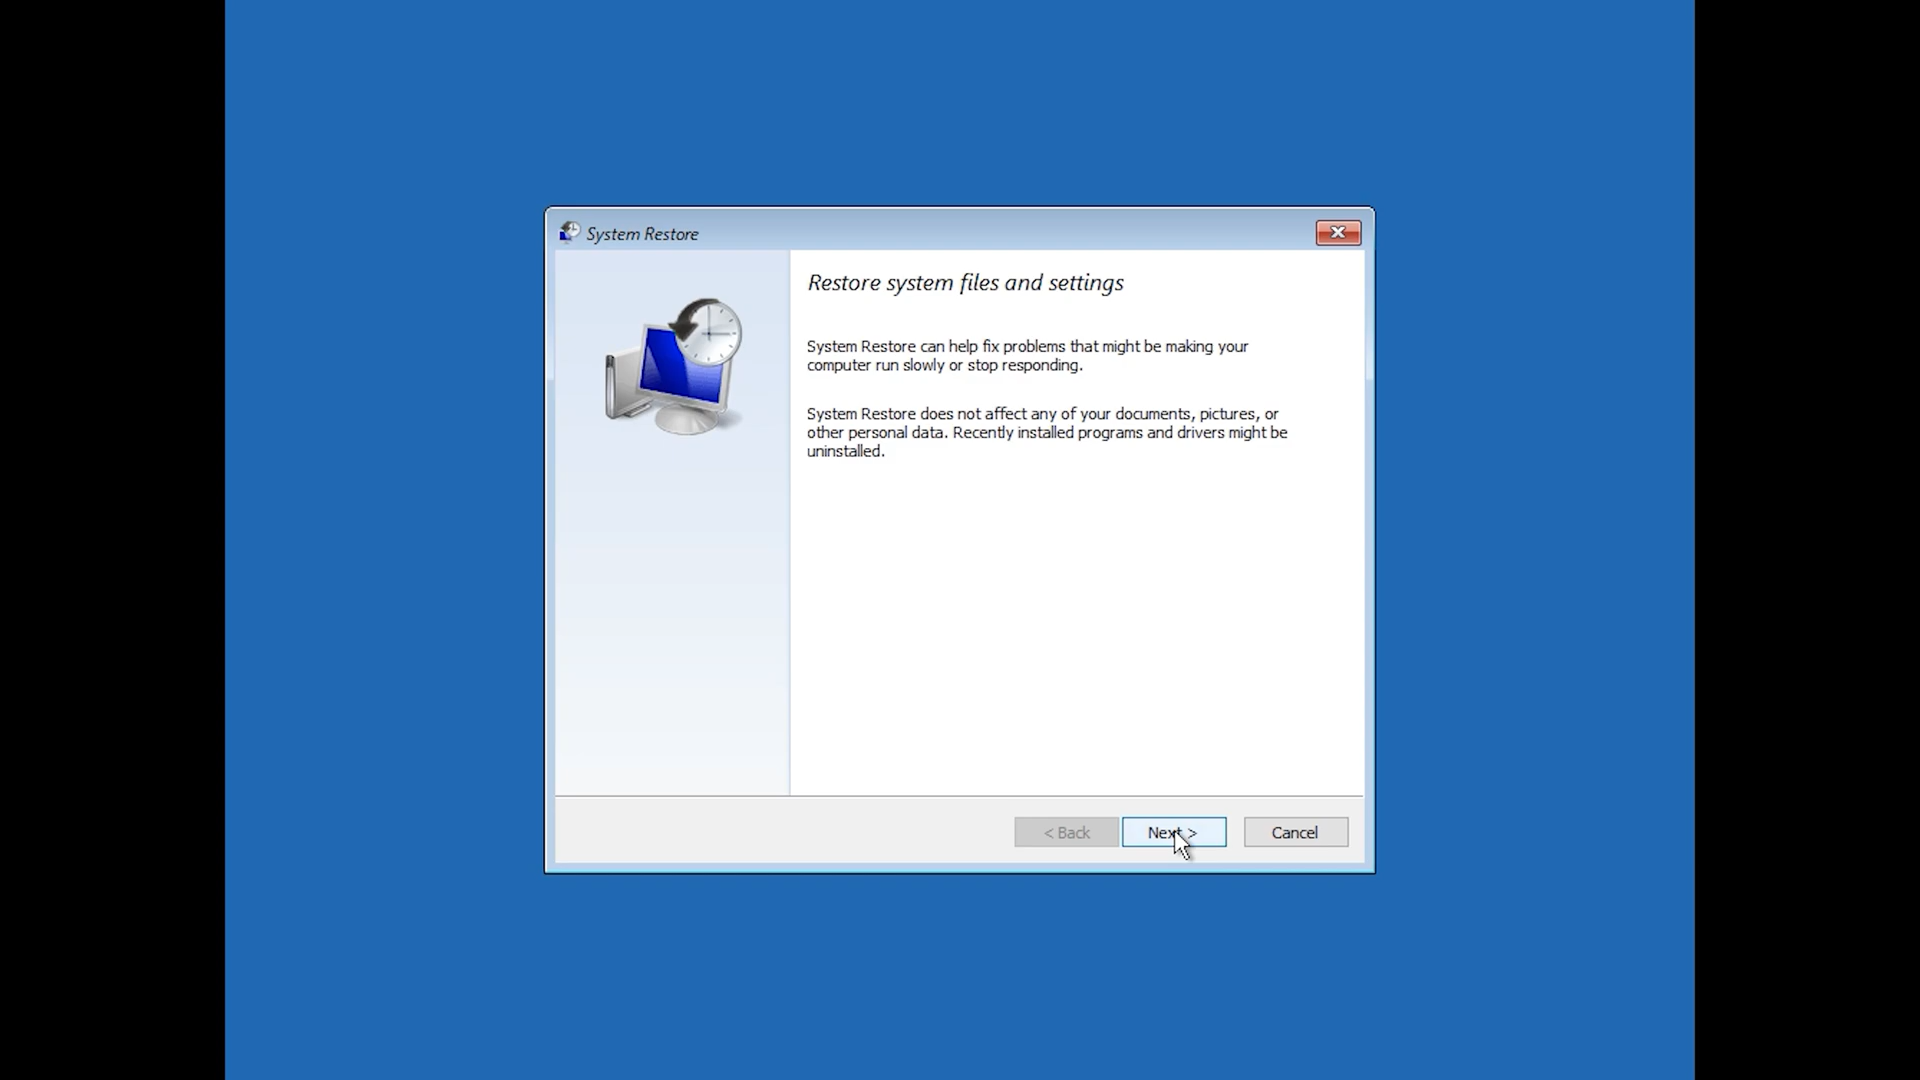 System Restore
Restore system files and settings
System Restore can help fix problems that might be making your
computer run slowly or stop responding.
System Restore does not affect any of your documents, pictures, or
other personal data. Recently installed programs and drivers might be
uninstalled.
< Back
Next >
Cancel